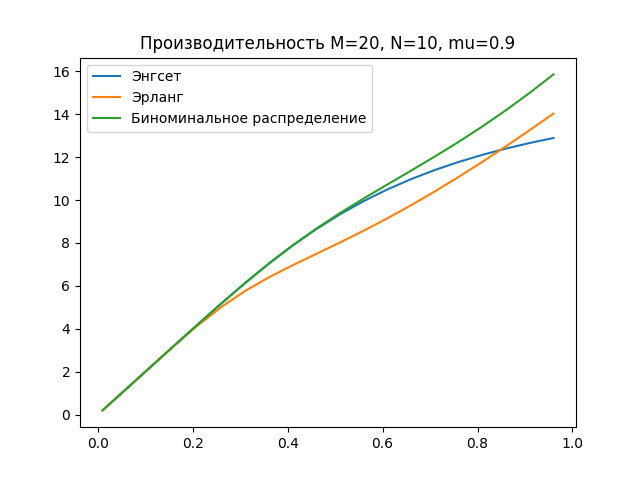 Производительность M=20, N=10, mu=0.9
Энгсет
Эрланг
Биноминальное распределение
16
14
12
10
8
6
4
2
0
0.0 0.2 0.4 0.6 0.8 1.0